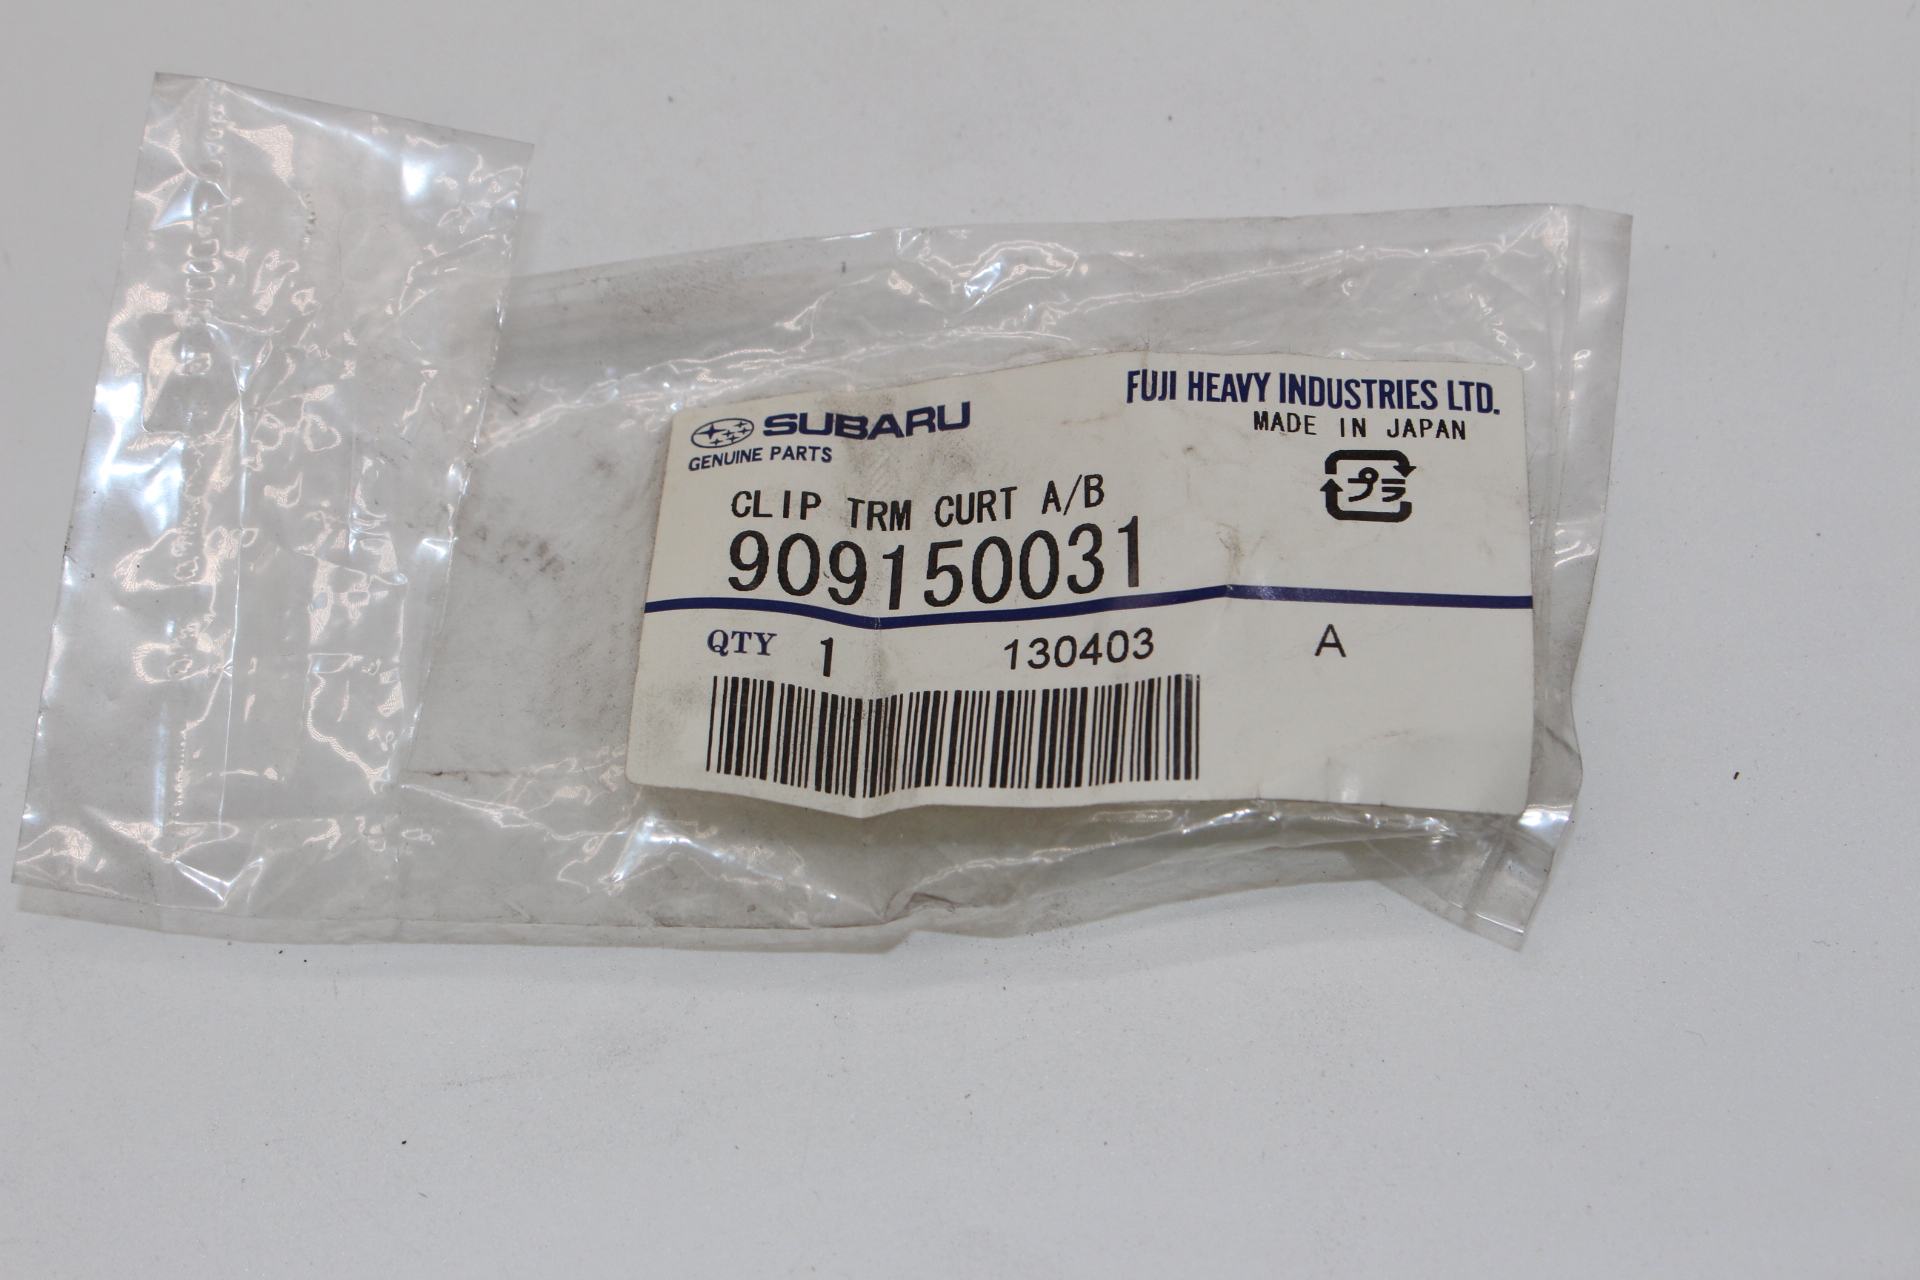 SUBARU
GENUINE PARTS
FUJI HEAVY INDUSTRIES LTD.
MADE IN JAPAN
プラ
CLIP TRM CURT A/B
909150031
QTY 1 130403 A